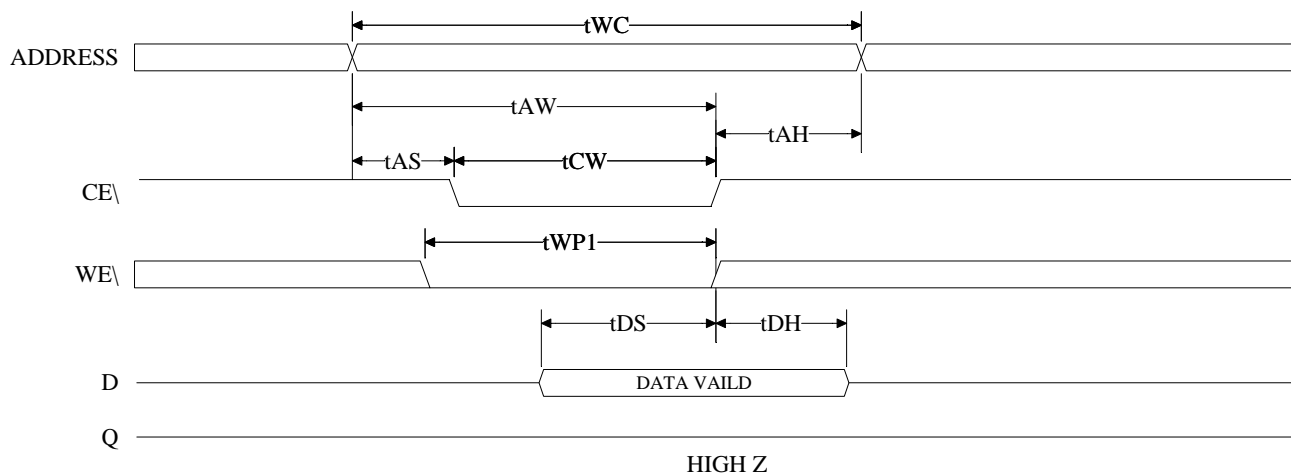 tWC
ADDRESS
tAW
tAH
tAS
tCW
CE\
tWP1
WE\
tDS
tDH
D
DATA VAILD
Q
HIGH Z